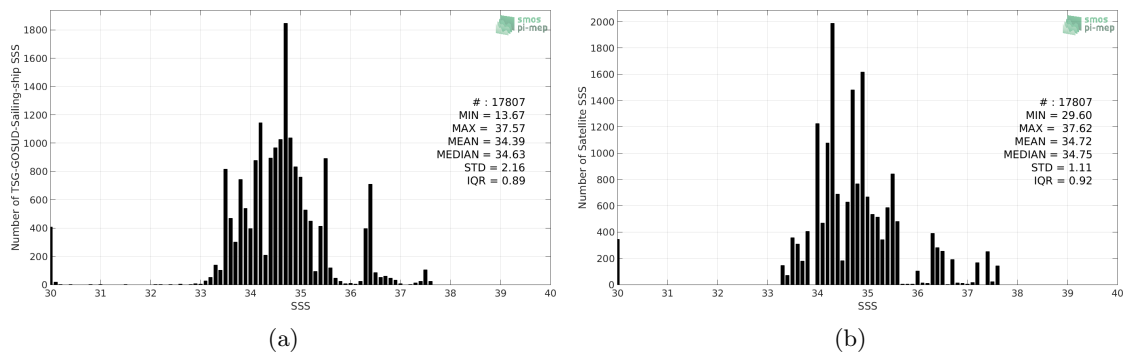 1800
1600
1400
1200
1000
800
600
400
200
0
Number of TSG-GOSUD-Sailing-ship SSS
smos
pi-mep
# : 17807
MIN = 13.67
MAX = 37.57
MEAN = 34.39
MEDIAN = 34.63
STD = 2.16
IQR = 0.89
30 31 32 33 34 35 36 37 38 39 40
SSS
(a)
2000
1800
1600
1400
1200
1000
800
600
400
200
0
Number of Satellite SSS
smos
pi-mep
# : 17807
MIN = 29.60
MAX = 37.62
MEAN = 34.72
MEDIAN = 34.75
STD = 1.11
IQR = 0.92
30 31 32 33 34 35 36 37 38 39 40
SSS
(b)